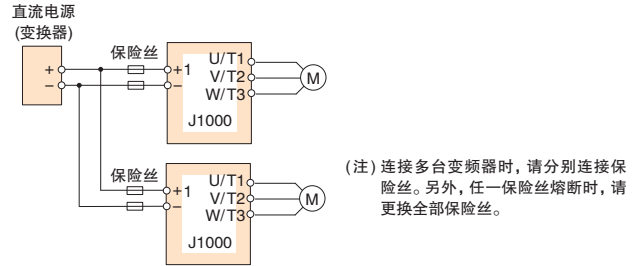 直流电源
(变换器)
保险丝
+
−
+1
−
U/T1
V/T2
W/T3
M
J1000
保险丝
+1
−
U/T1
V/T2
W/T3
M
J1000
(注) 连接多台变频器时，请分别连接保
险丝。另外，任一保险丝熔断时，请
更换全部保险丝。